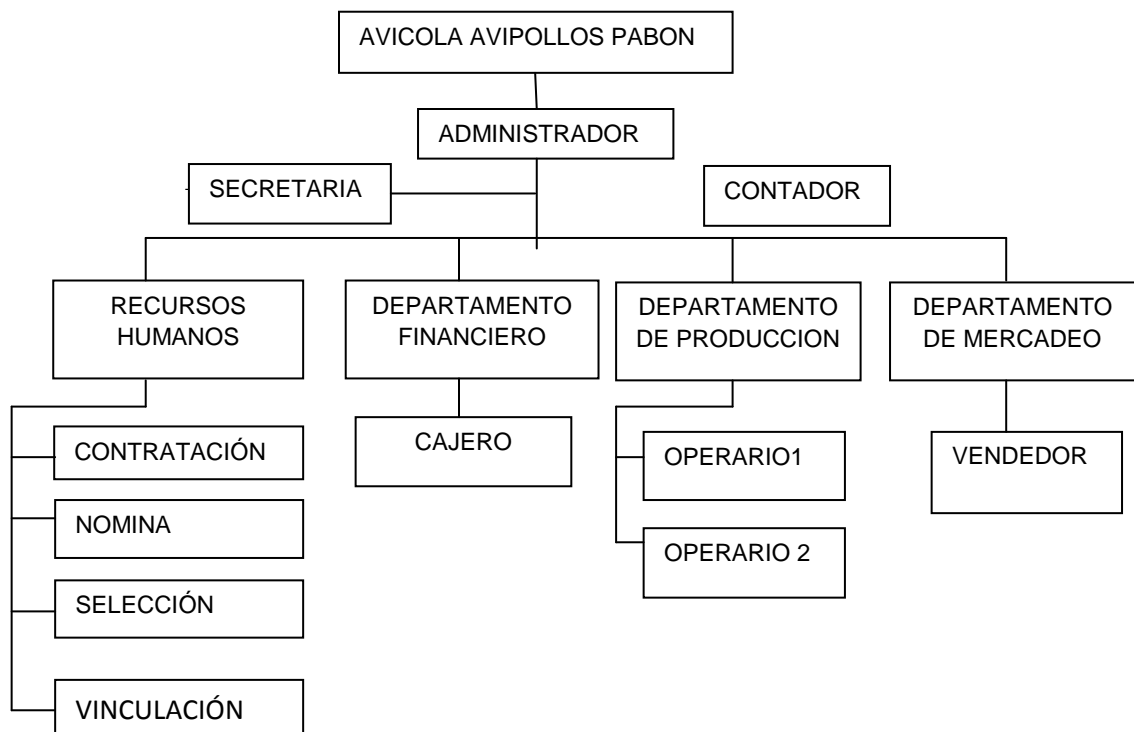 AVICOLA AVIPOLLOS PABON
ADMINISTRADOR
SECRETARIA
CONTADOR
RECURSOS
HUMANOS
DEPARTAMENTO
FINANCIERO
DEPARTAMENTO
DE PRODUCCION
DEPARTAMENTO
DE MERCADEO
CONTRATACIÓN
NOMINA
SELECCIÓN
VINCULACIÓN
CAJERO
OPERARIO1
OPERARIO 2
VENDEDOR